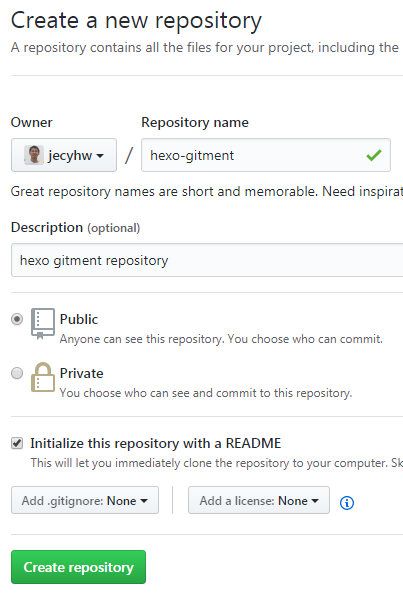 Create a new repository
A repository contains all the files for your project, including the
Owner
Repository name
jecyhw
/
hexo-gitment
Great repository names are short and memorable. Need inspirat
Description (optional)
hexo gitment repository
Public
Anyone can see this repository. You choose who can commit.
Private
You choose who can see and commit to this repository.
Initialize this repository with a README
This will let you immediately clone the repository to your computer. Sk
Add .gitignore: None
Add a license: None
Create repository